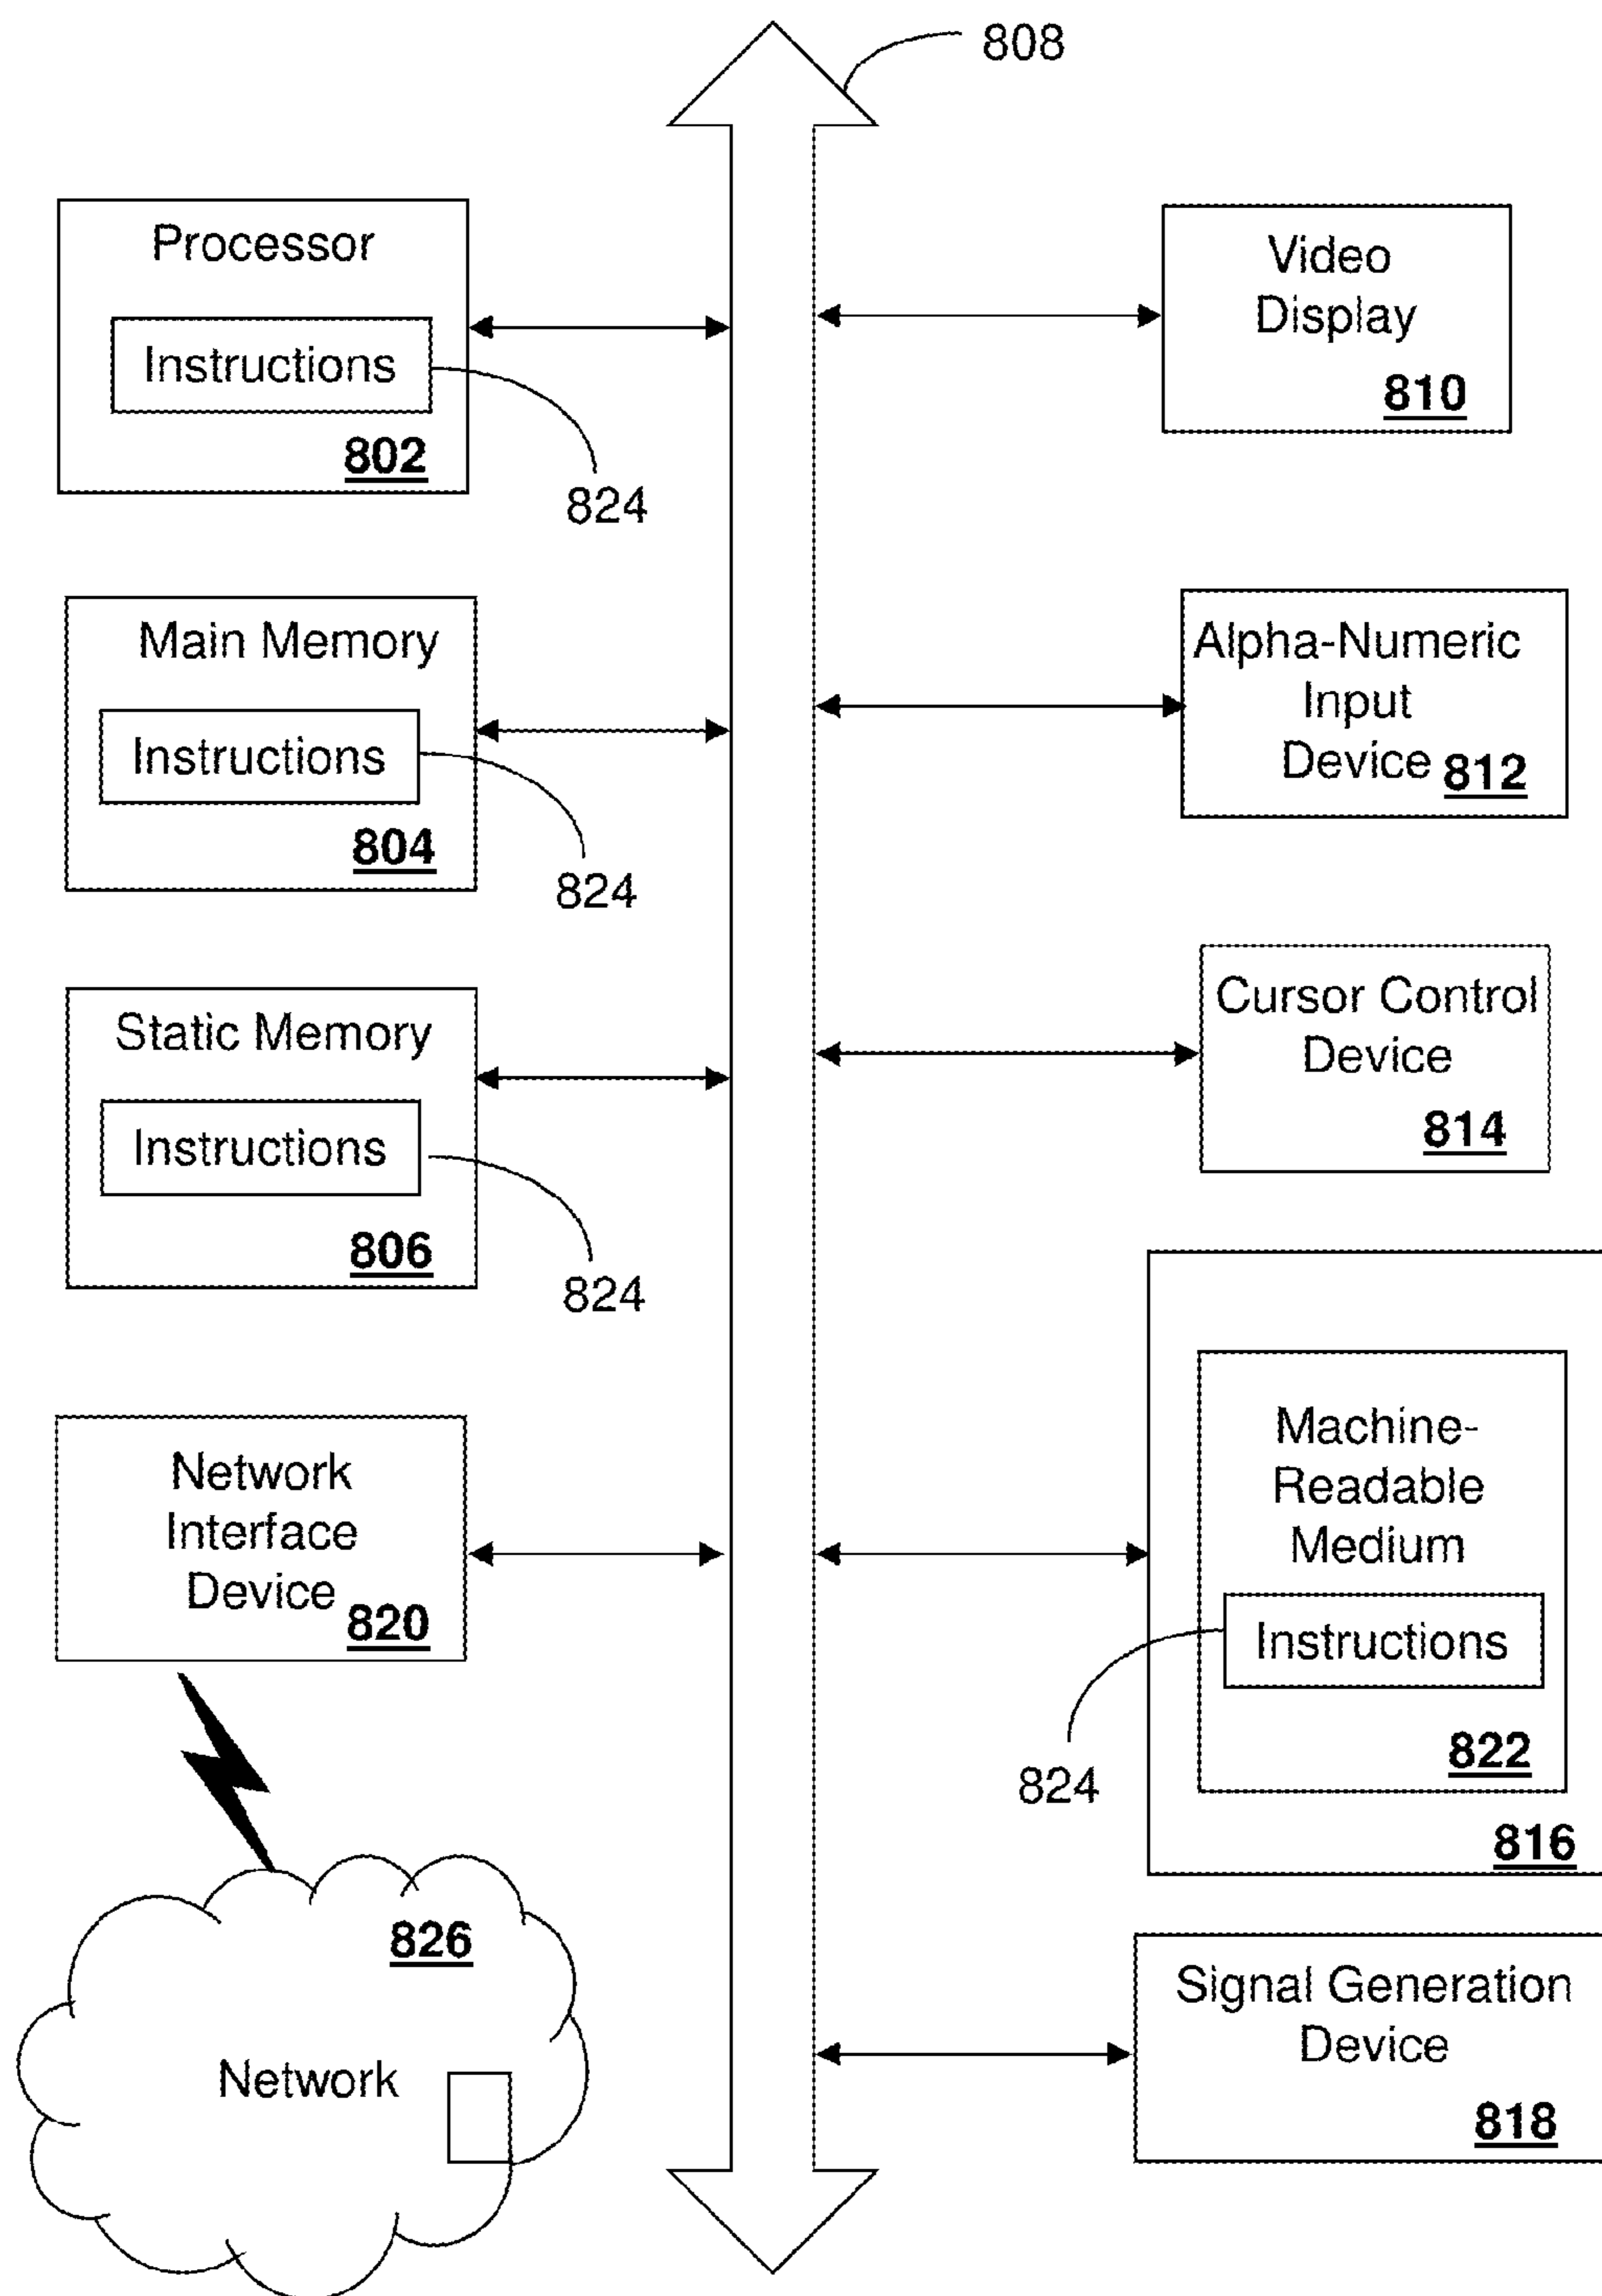 808
Processor
Instructions
802
824
Main Memory
Instructions
804
824
Static Memory
Instructions
806
824
Network
Interface
Device
820
826
Network
Video
Display
810
Alpha-Numeric
Input
Device
812
Cursor Control
Device
814
Machine-
Readable
Medium
Instructions
822
824
816
Signal Generation
Device
818